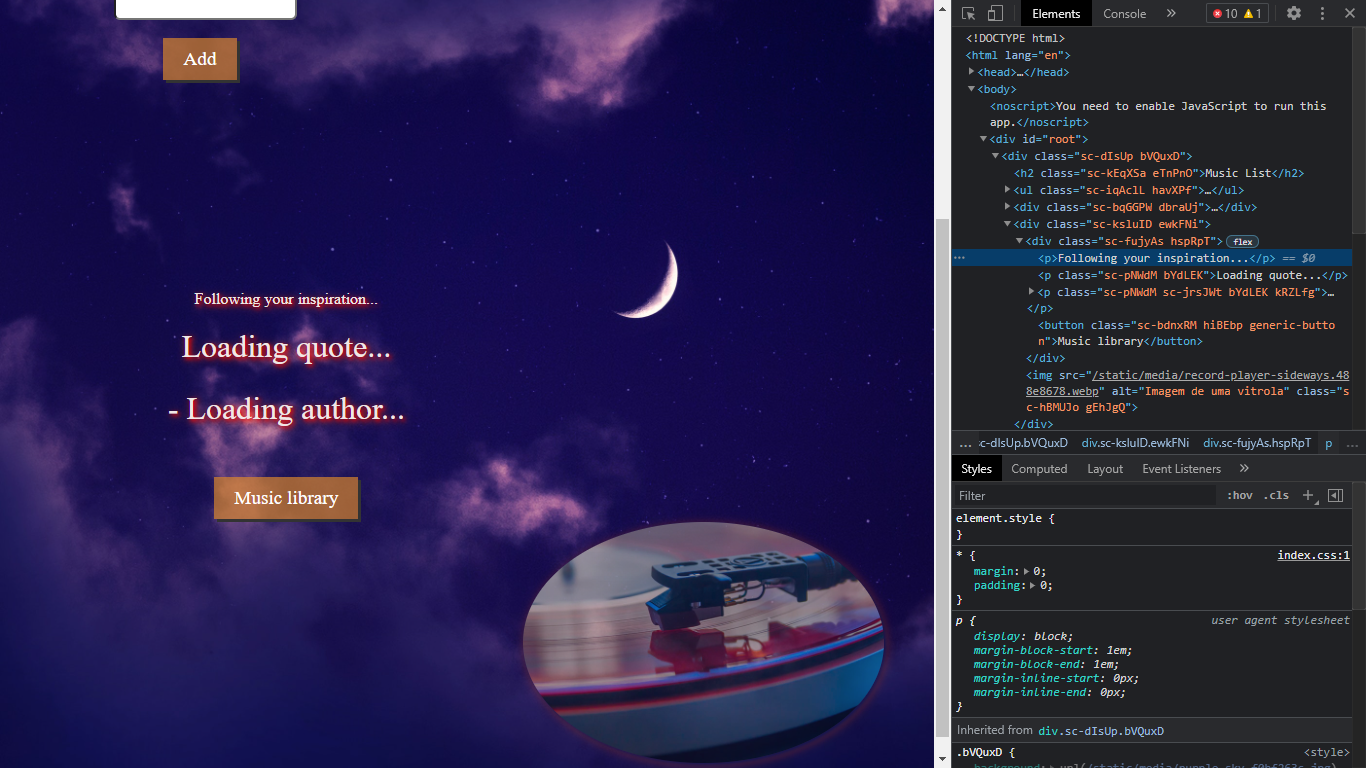 Add
Following your inspiration...
Loading quote...
- Loading author...
Music library
Elements
Console
»
10
1
<!DOCTYPE html>
<html lang="en">
<head>…</head>
<body>
<noscript>You need to enable JavaScript to run this
app.</noscript>
<div id="root">
<div class="sc-dIsUp bVQuxD">
<h2 class="sc-kEqXSa eTnPnO">Music List</h2>
<ul class="sc-iqAclL havXPf">…</ul>
<div class="sc-bqGGPW dbraUj">…</div>
<div class="sc-ksluID ewkFNi">
<div class="sc-fujyAs hspRpT"> flex
<p>Following your inspiration...</p> == $0
<p class="sc-pNWdM bYdLEK">Loading quote...</p>
<p class="sc-pNWdM sc-jrsJWt bYdLEK kRZLfg">…
</p>
<button class="sc-bdnxRM hiBEbp generic-butto
n">Music library</button>
</div>
<img src="/static/media/record-player-sideways.48
8e8678.webp" alt="Imagem de uma vitrola" class="s
c-hBMUJo gEhJgQ">
</div>
… :c-dIsUp.bVQuxD div.sc-ksluID.ewkFNi div.sc-fujyAs.hspRpT p …
Styles Computed Layout Event Listeners »
Filter :hov .cls +
element.style {
}
* { index.css:1
margin: 0;
padding: 0;
}
p { user agent stylesheet
display: block;
margin-block-start: 1em;
margin-block-end: 1em;
margin-inline-start: 0px;
margin-inline-end: 0px;
}
Inherited from div.sc-dIsUp.bVQuxD
.bVQuxD { <style>